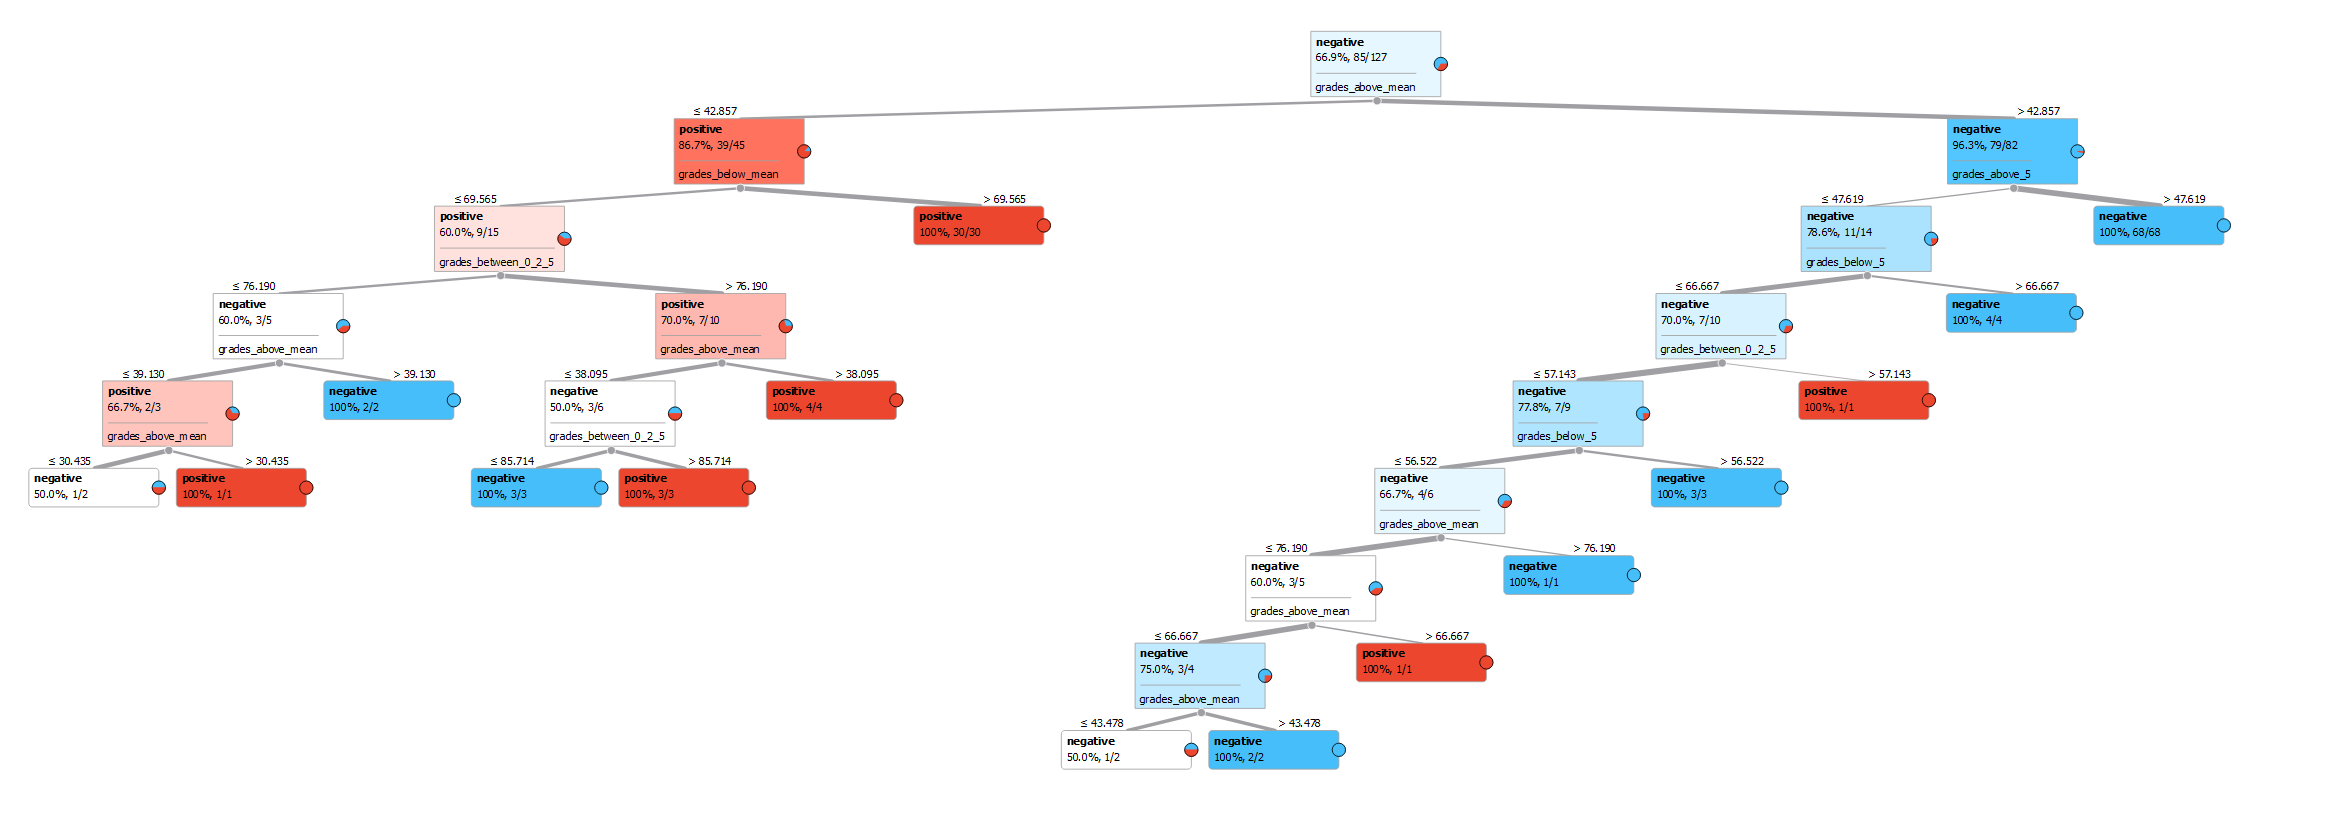 negative
66.9%, 85/127
grades_above_mean
≤ 42.857
> 42.857
positive
86.7%, 39/45
grades_below_mean
negative
96.3%, 79/82
grades_above_5
≤ 69.565
> 69.565
≤ 47.619
> 47.619
positive
60.0%, 9/15
grades_between_0_2_5
positive
100%, 30/30
negative
78.6%, 11/14
grades_below_5
negative
100%, 68/68
≤ 76.190
> 76.190
≤ 66.667
> 66.667
negative
60.0%, 3/5
grades_above_mean
positive
70.0%, 7/10
grades_above_mean
negative
70.0%, 7/10
grades_between_0_2_5
negative
100%, 4/4
≤ 39.130
> 39.130
≤ 38.095
> 38.095
≤ 57.143
> 57.143
positive
66.7%, 2/3
grades_above_mean
negative
100%, 2/2
negative
50.0%, 3/6
grades_between_0_2_5
positive
100%, 4/4
negative
77.8%, 7/9
grades_below_5
positive
100%, 1/1
≤ 30.435
> 30.435
≤ 85.714
> 85.714
≤ 56.522
> 56.522
negative
50.0%, 1/2
positive
100%, 1/1
negative
100%, 3/3
positive
100%, 3/3
negative
66.7%, 4/6
grades_above_mean
negative
100%, 3/3
≤ 76.190
> 76.190
negative
60.0%, 3/5
grades_above_mean
negative
100%, 1/1
≤ 66.667
> 66.667
negative
75.0%, 3/4
grades_above_mean
positive
100%, 1/1
≤ 43.478
> 43.478
negative
50.0%, 1/2
negative
100%, 2/2